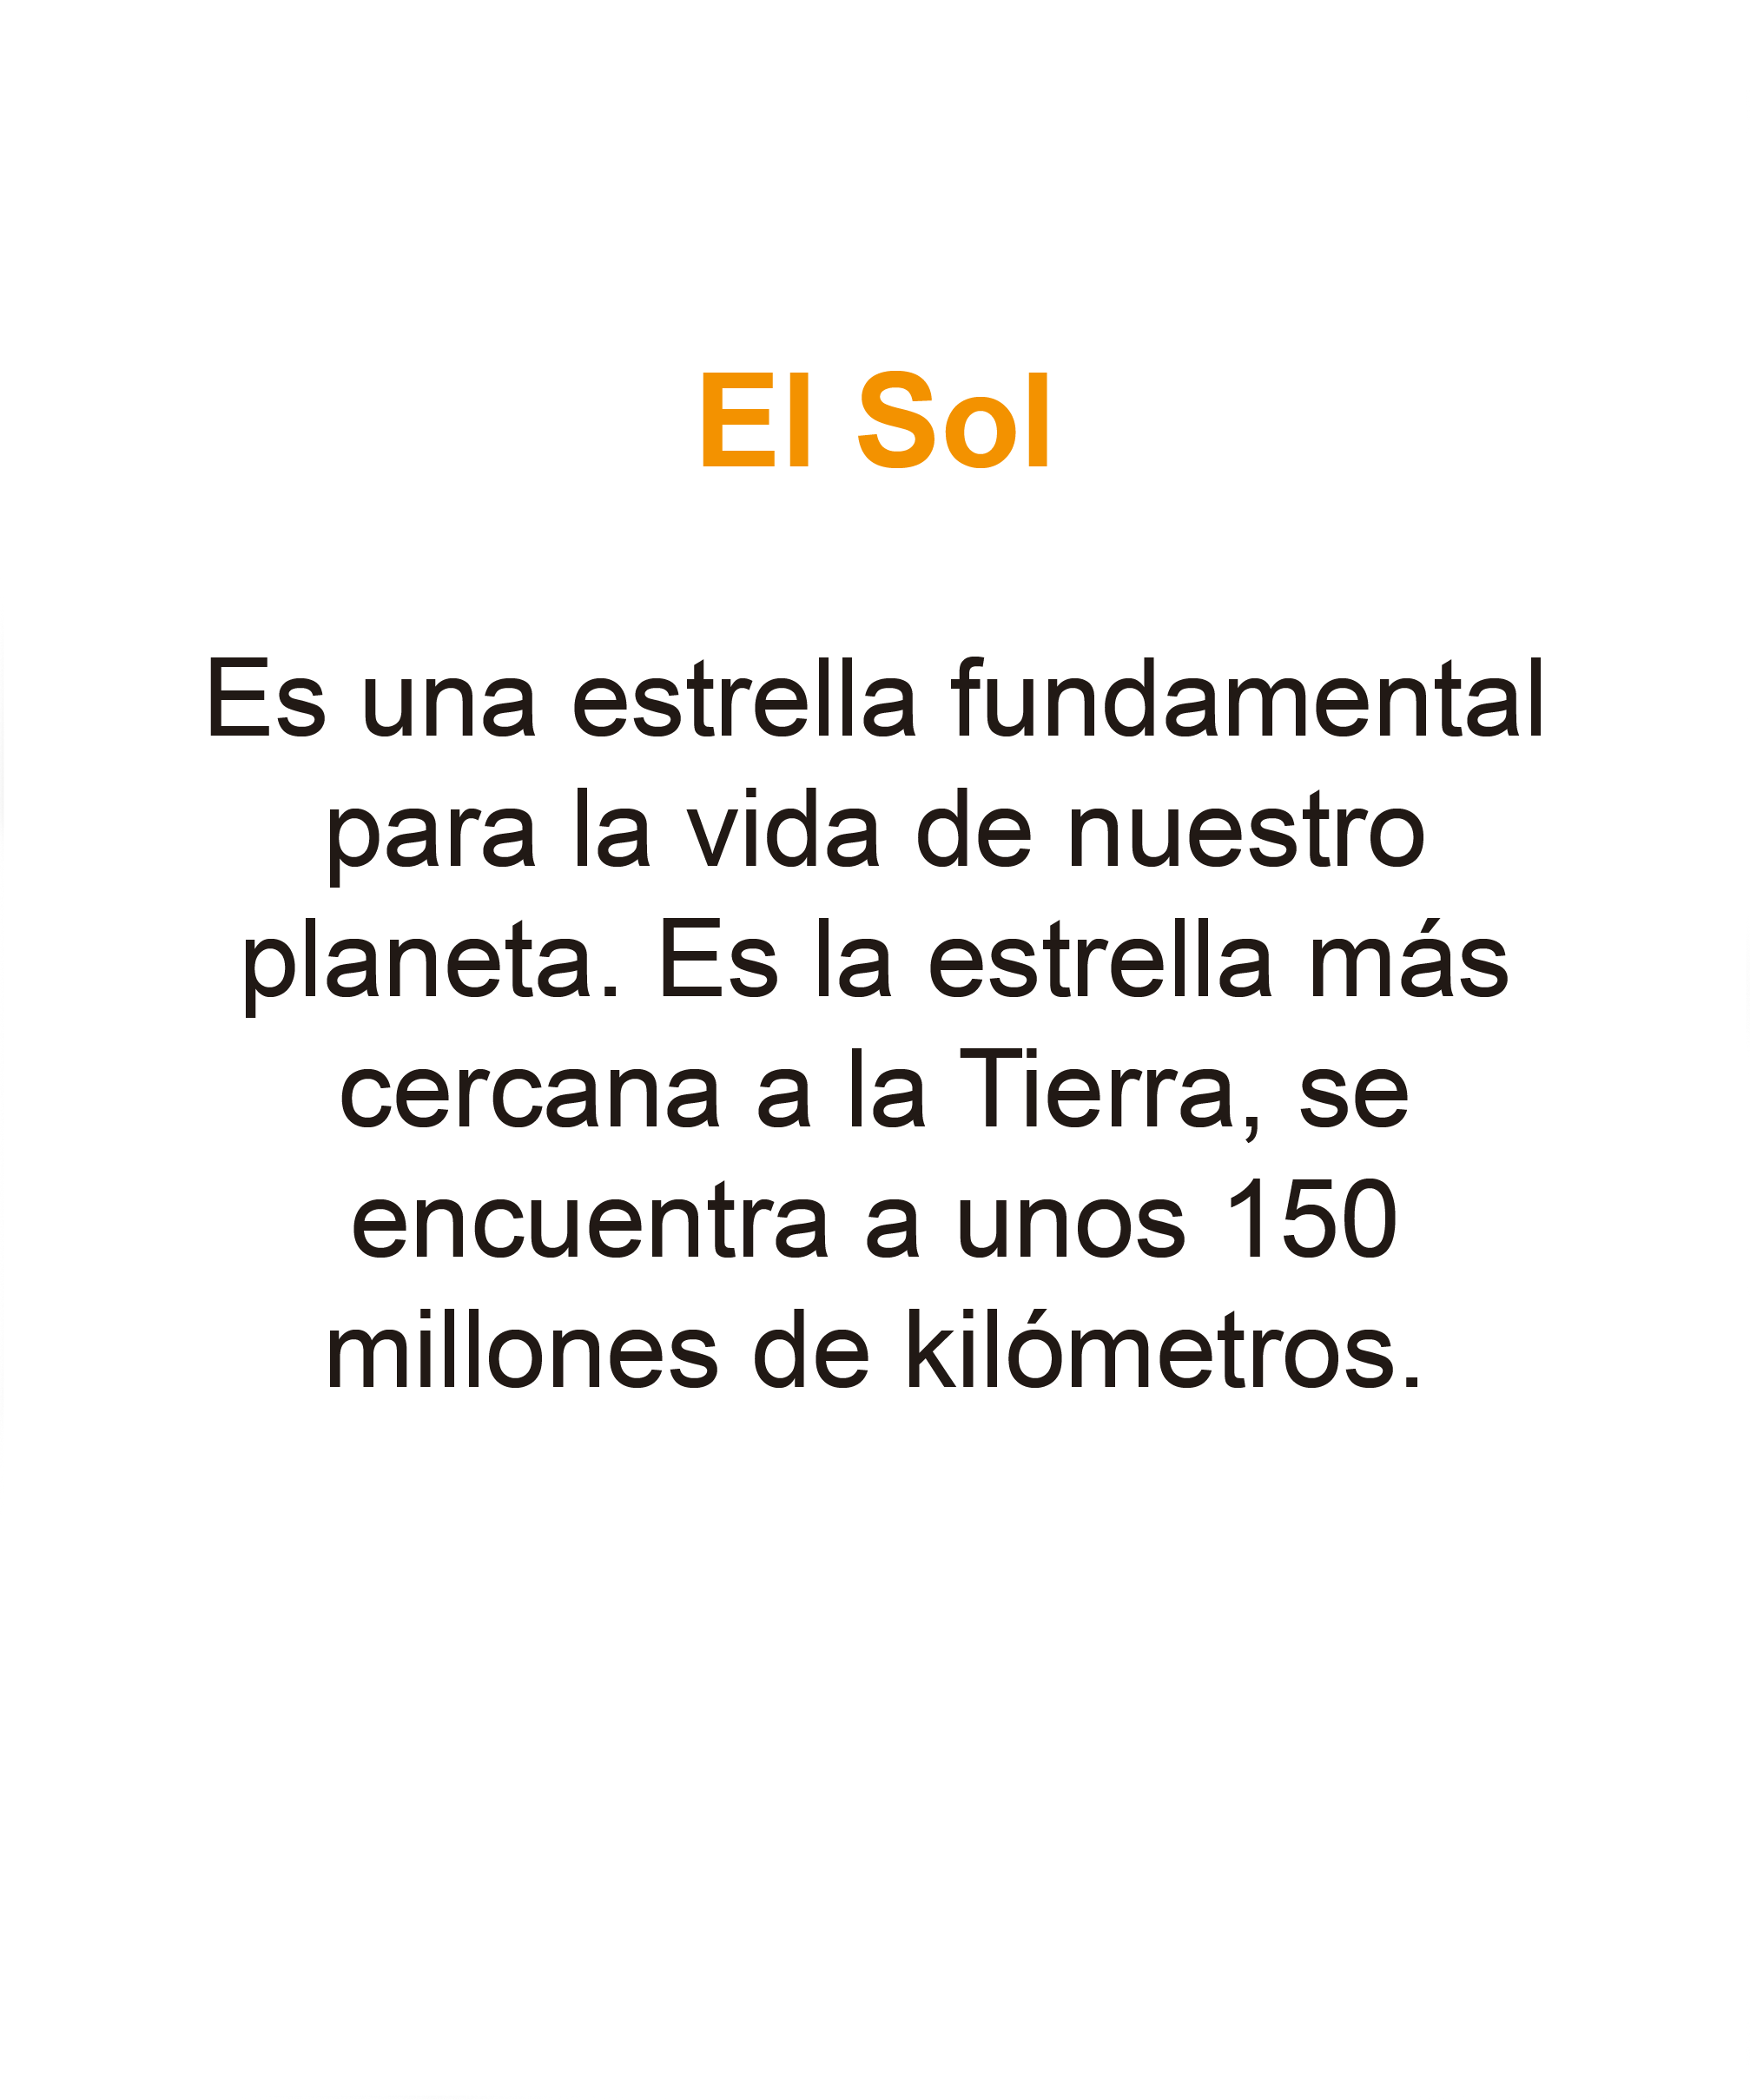 El Sol
Es una estrella fundamental
para la vida de nuestro
planeta. Es la estrella más
cercana a la Tierra, se
encuentra a unos 150
millones de kilómetros.